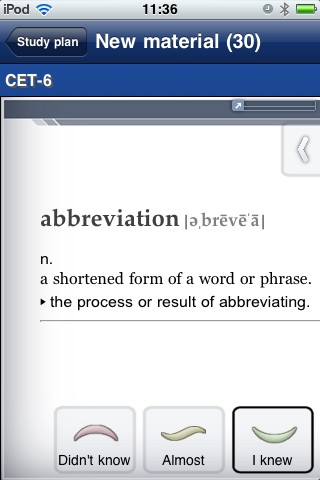 iPod 11:36
Study plan New material (30)
CET-6
abbreviation |əˌbrēvēˈā|
n.
a shortened form of a word or phrase.
▸ the process or result of abbreviating.
Didn't know Almost I knew